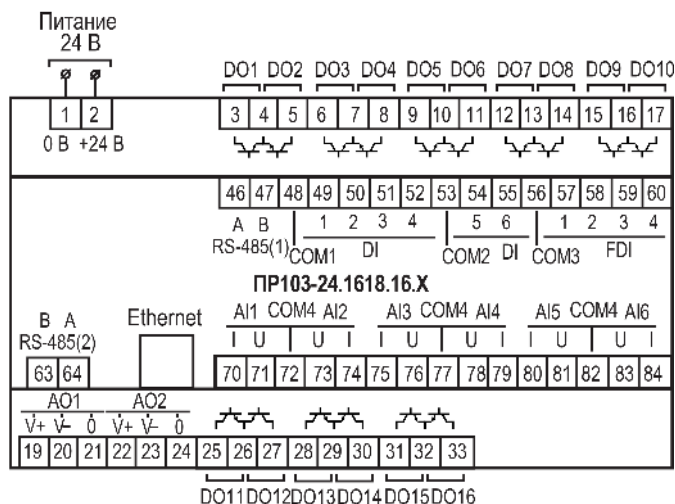 Питание
24 В
DO1 DO2 DO3 DO4 DO5 DO6 DO7 DO8 DO9 DO10
1 2 3 4 5 6 7 8 9 10 11 12 13 14 15 16 17
0 В +24 В
46 47 48 49 50 51 52 53 54 55 56 57 58 59 60
A B 1 2 3 4 5 6 1 2 3 4
RS-485(1) COM1 DI COM2 DI COM3 FDI
ПР103-24.1618.16.X
B A Ethernet AI1 COM4 AI2 AI3 COM4 AI4 AI5 COM4 AI6
RS-485(2) I U U I I U U I I U U I
63 64 70 71 72 73 74 75 76 77 78 79 80 81 82 83 84
AO1 AO2
V+ V- 0 V+ V- 0
19 20 21 22 23 24 25 26 27 28 29 30 31 32 33
DO11 DO12 DO13 DO14 DO15 DO16